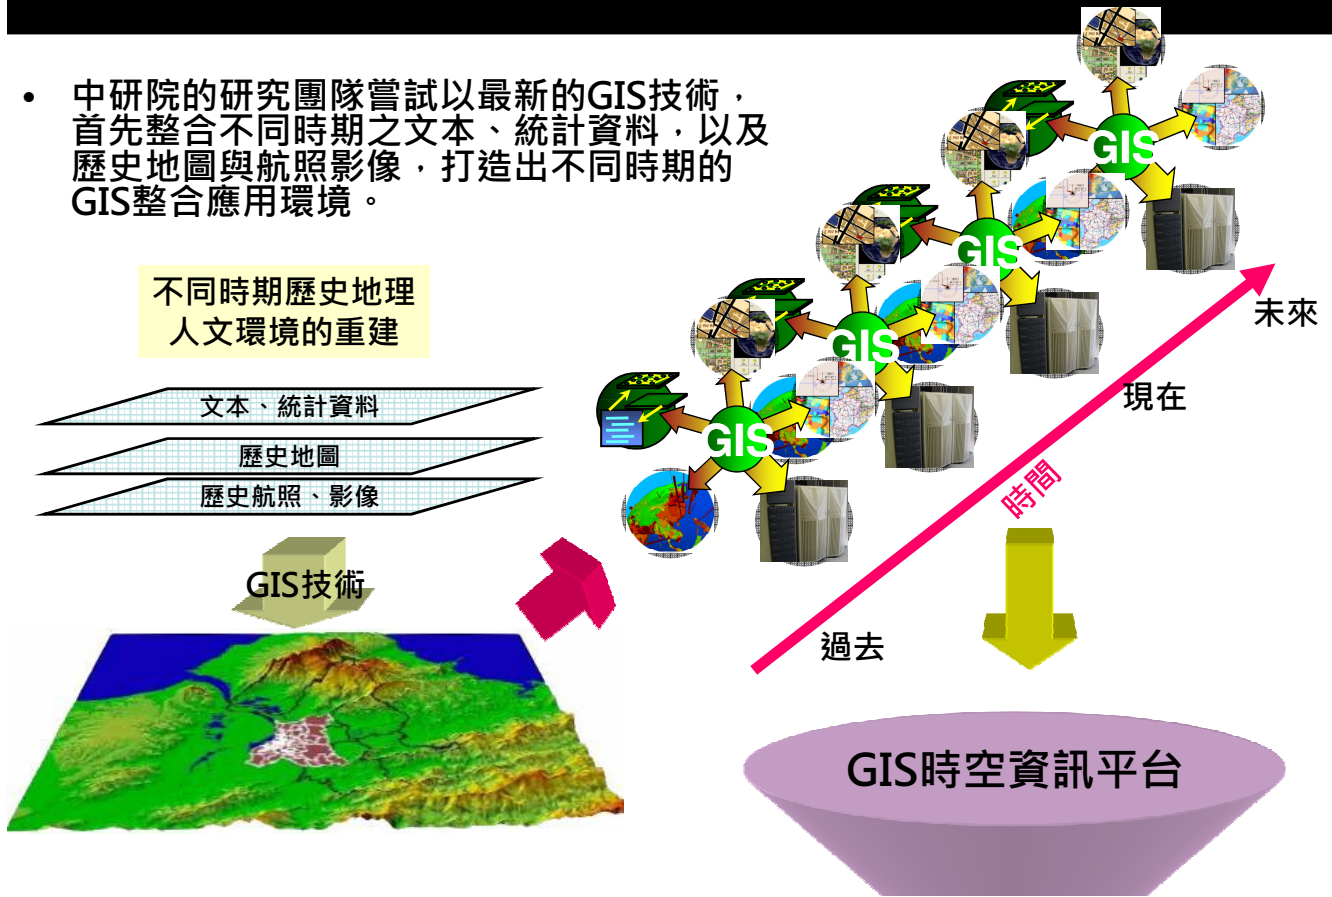 • 中研院的研究團隊嘗試以最新的GIS技術，
首先整合不同時期之文本、統計資料，以及
歷史地圖與航照影像，打造出不同時期的
GIS整合應用環境。
不同時期歷史地理
人文環境的重建
文本、統計資料
歷史地圖
歷史航照、影像
GIS技術
GIS
GIS
GIS
GIS
未來
現在
時間
過去
GIS時空資訊平台